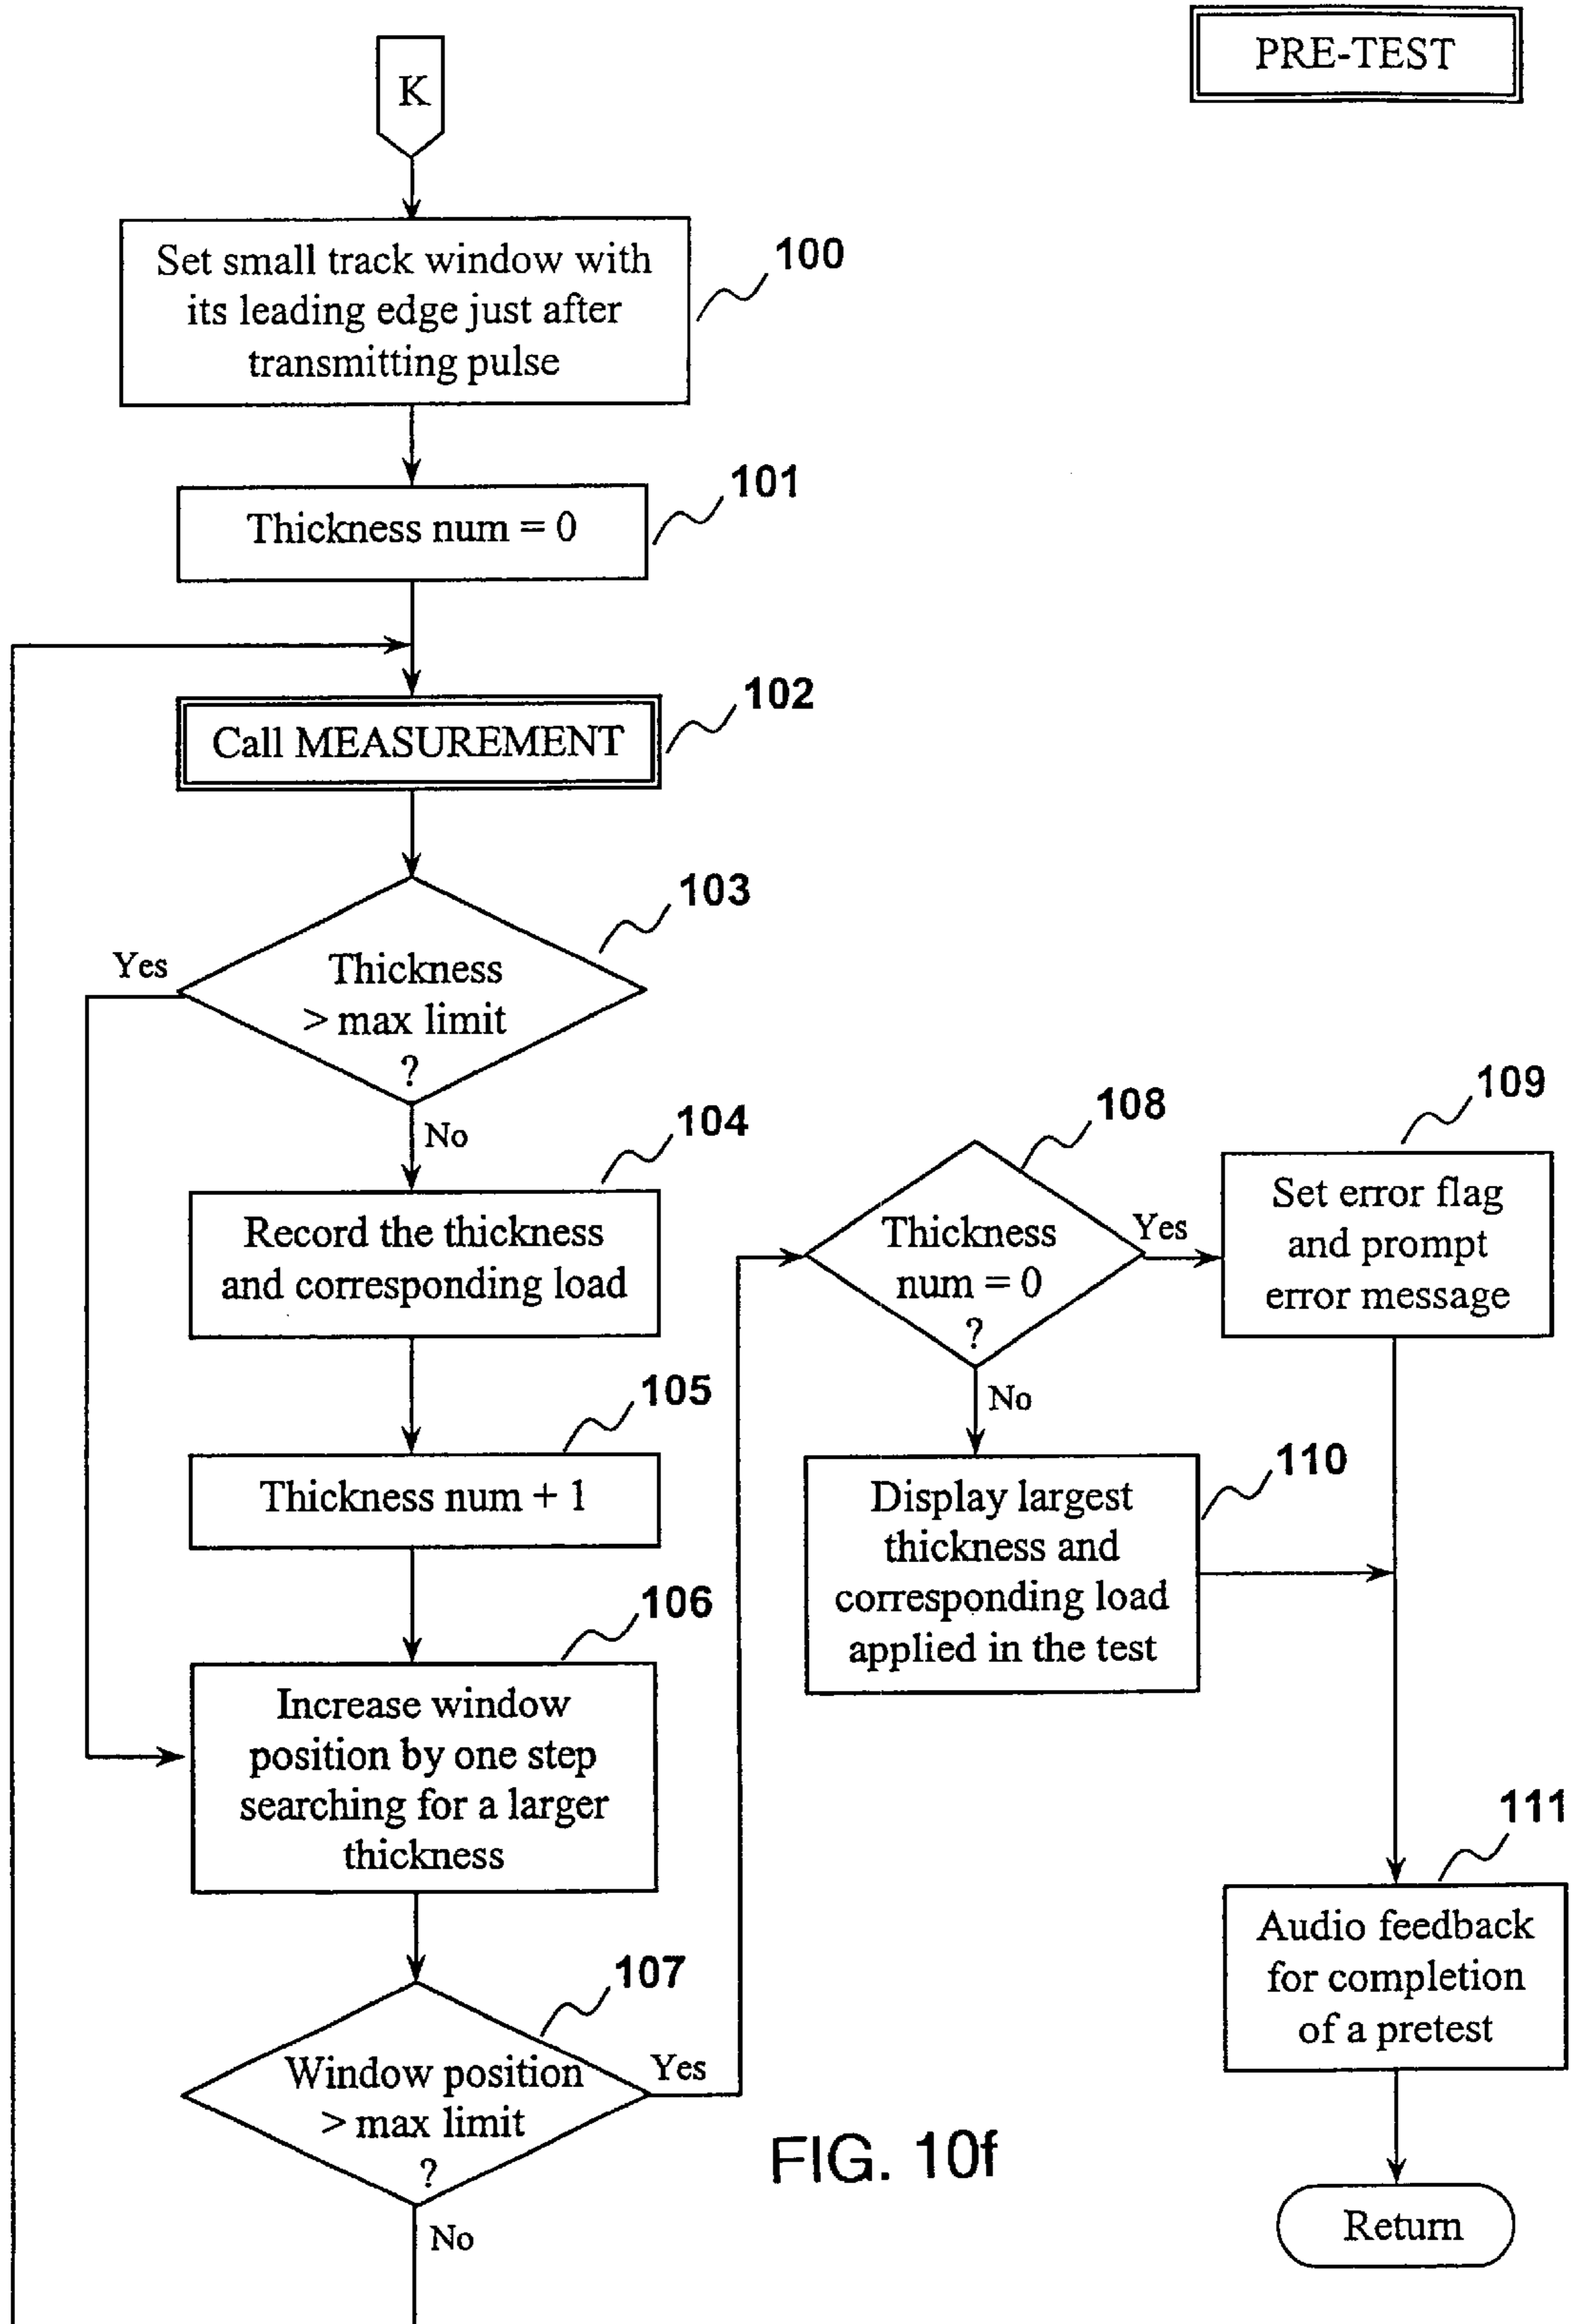 PRE-TEST
K
Set small track window with
its leading edge just after
transmitting pulse
100
Thickness num = 0
101
Call MEASUREMENT
102
Thickness
> max limit
?
103
Yes
No
Record the thickness
and corresponding load
104
Thickness num + 1
105
Increase window
position by one step
searching for a larger
thickness
106
Window position
> max limit
?
107
Yes
No
Thickness
num = 0
?
108
Yes
No
Set error flag
and prompt
error message
109
Display largest
thickness and
corresponding load
applied in the test
110
Audio feedback
for completion
of a pretest
111
Return
FIG. 10f